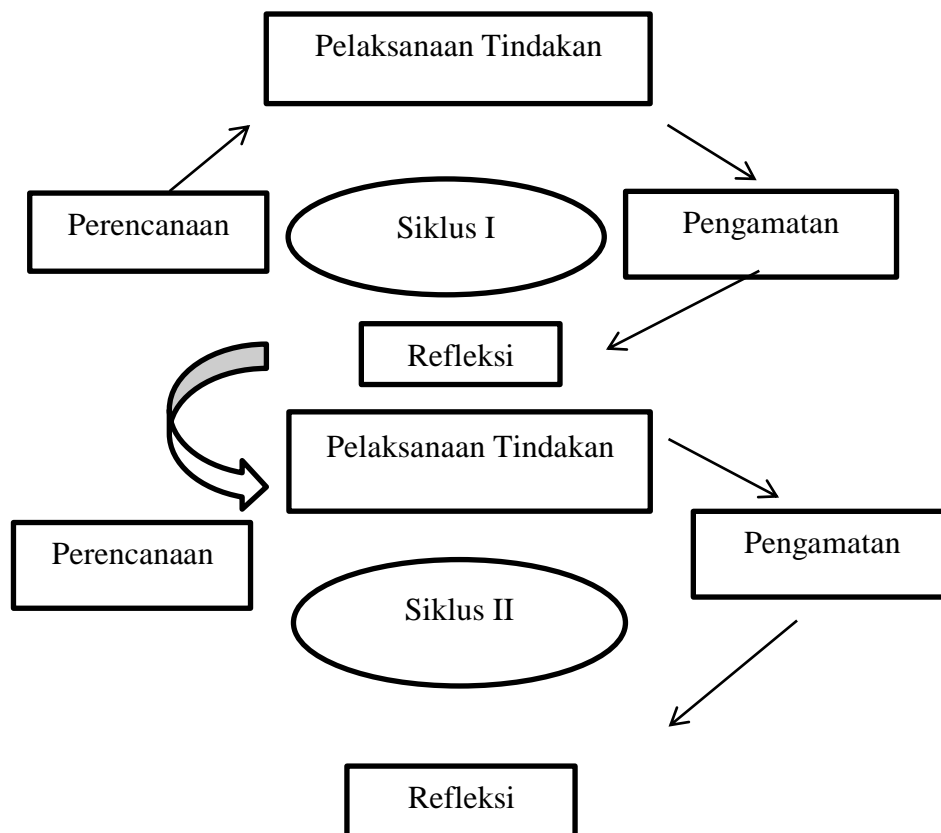 Pelaksanaan Tindakan
Perencanaan
Siklus I
Pengamatan
Refleksi
Pelaksanaan Tindakan
Perencanaan
Pengamatan
Siklus II
Refleksi